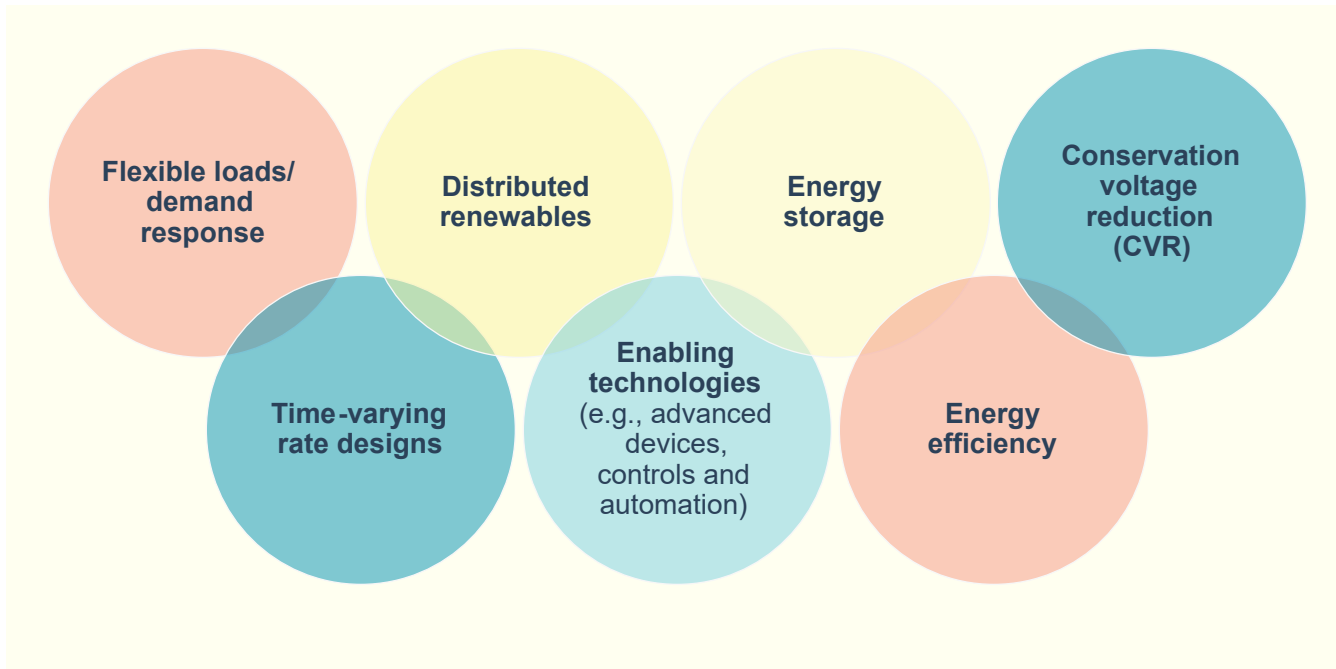 Flexible loads/
demand
response
Distributed
renewables
Energy
storage
Conservation
voltage
reduction
(CVR)
Time-varying
rate designs
Enabling
technologies
(e.g., advanced
devices,
controls and
automation)
Energy
efficiency